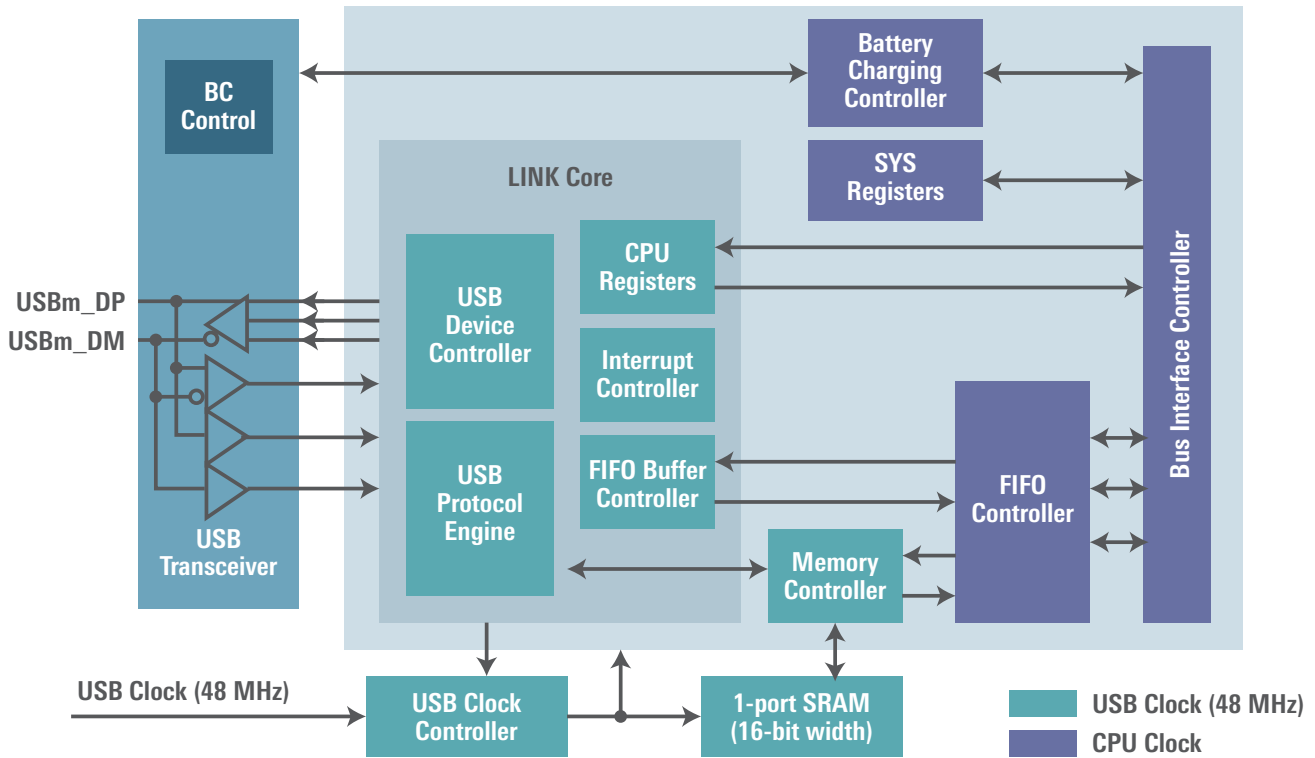 BC
Control
Battery
Charging
Controller
SYS
Registers
LINK Core
CPU
Registers
USB
Device
Controller
Interrupt
Controller
FIFO Buffer
Controller
USB
Protocol
Engine
USBm_DP
USBm_DM
USB
Transceiver
Memory
Controller
FIFO
Controller
Bus Interface Controller
USB Clock (48 MHz)
USB Clock
Controller
1-port SRAM
(16-bit width)
USB Clock (48 MHz)
CPU Clock